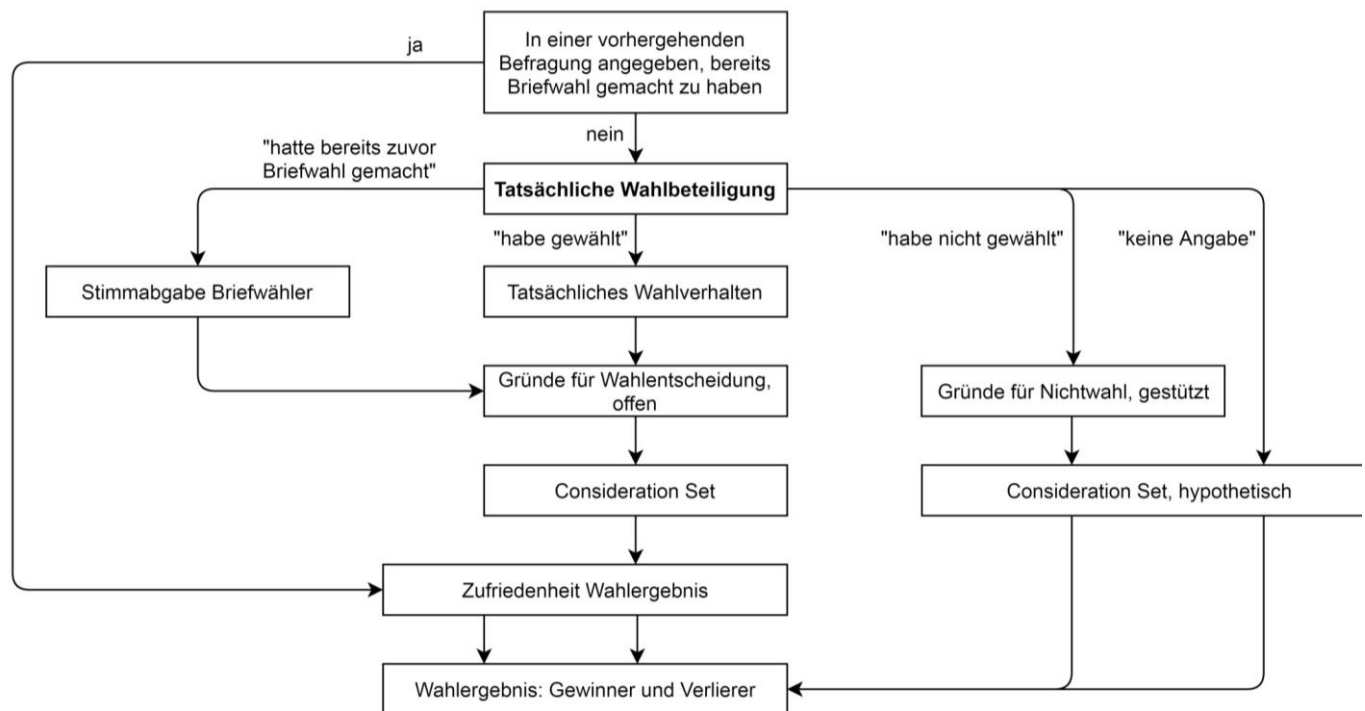 ja
In einer vorhergehenden
Befragung angegeben, bereits
Briefwahl gemacht zu haben
nein
"hatte bereits zuvor
Briefwahl gemacht"
Tatsächliche Wahlbeteiligung
"habe gewählt"
"habe nicht gewählt"
"keine Angabe"
Stimmabgabe Briefwähler
Tatsächliches Wahlverhalten
Gründe für Wahlentscheidung,
offen
Gründe für Nichtwahl, gestützt
Consideration Set
Consideration Set, hypothetisch
Zufriedenheit Wahlergebnis
Wahlergebnis: Gewinner und Verlierer